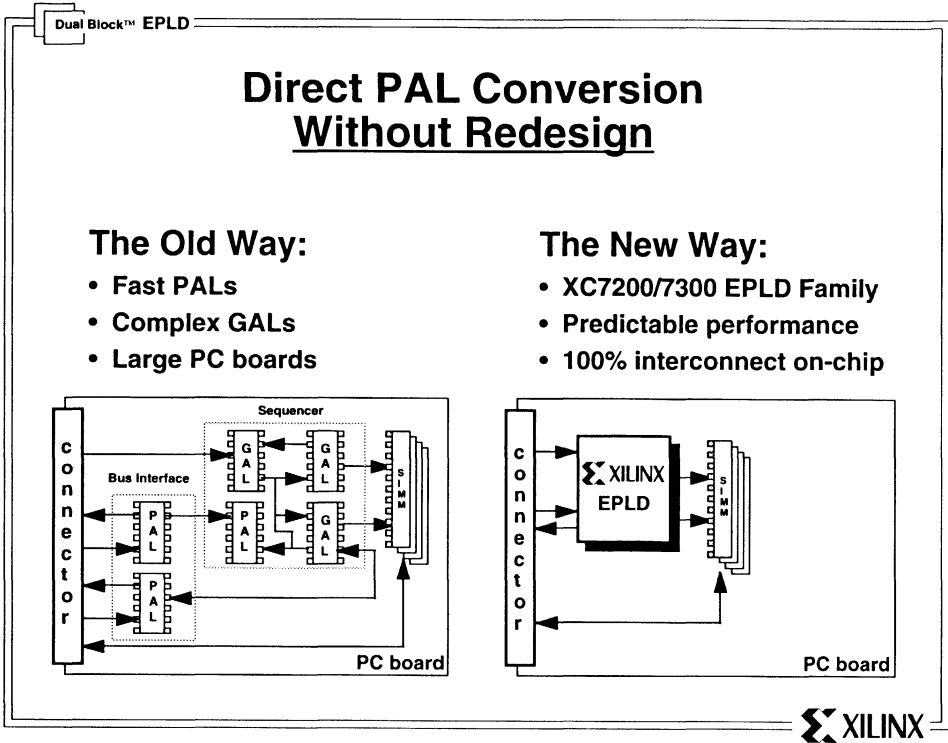 Dual Block™ EPLD
Direct PAL Conversion
Without Redesign
The Old Way:
• Fast PALs
• Complex GALs
• Large PC boards
The New Way:
• XC7200/7300 EPLD Family
• Predictable performance
• 100% interconnect on-chip
connector
Bus Interface
PAL
PAL
Sequencer
GAL
GAL
PAL
GAL
SIMM
PC board
connector
XILINX
EPLD
SIMM
PC board
XILINX